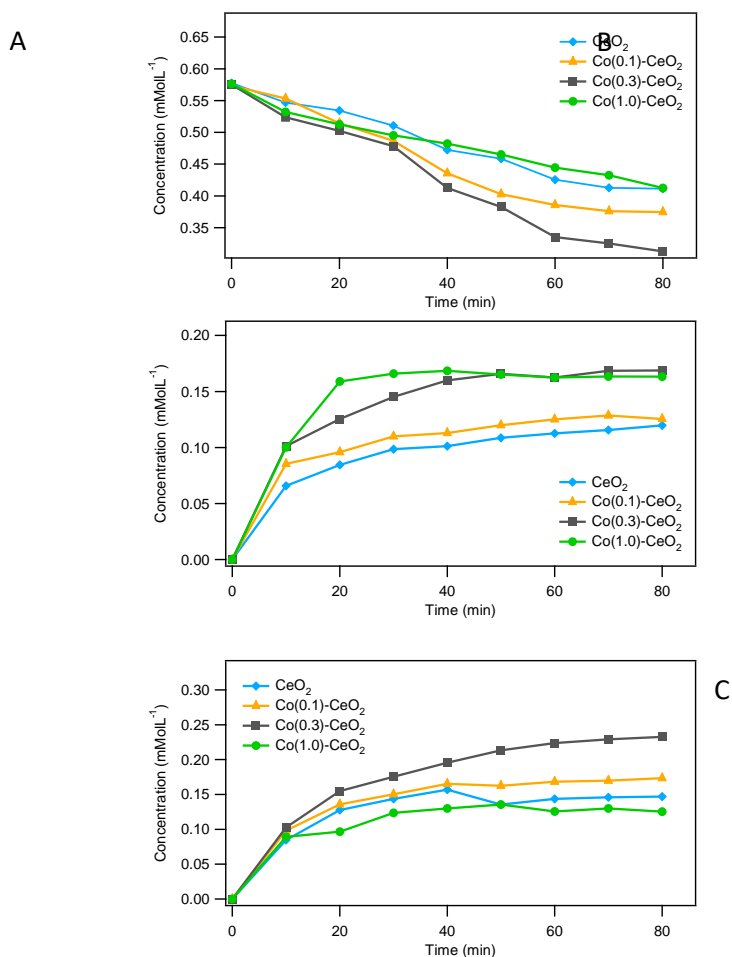 A
B
0.65
0.60
0.55
0.50
0.45
0.40
0.35
Concentration (mMolL⁻¹)
CeO₂
Co(0.1)-CeO₂
Co(0.3)-CeO₂
Co(1.0)-CeO₂
0 20 40 60 80
Time (min)
0.20
0.15
0.10
0.05
0.00
Concentration (mMolL⁻¹)
CeO₂
Co(0.1)-CeO₂
Co(0.3)-CeO₂
Co(1.0)-CeO₂
0 20 40 60 80
Time (min)
C
0.30
0.25
0.20
0.15
0.10
0.05
0.00
Concentration (mMolL⁻¹)
CeO₂
Co(0.1)-CeO₂
Co(0.3)-CeO₂
Co(1.0)-CeO₂
0 20 40 60 80
Time (min)